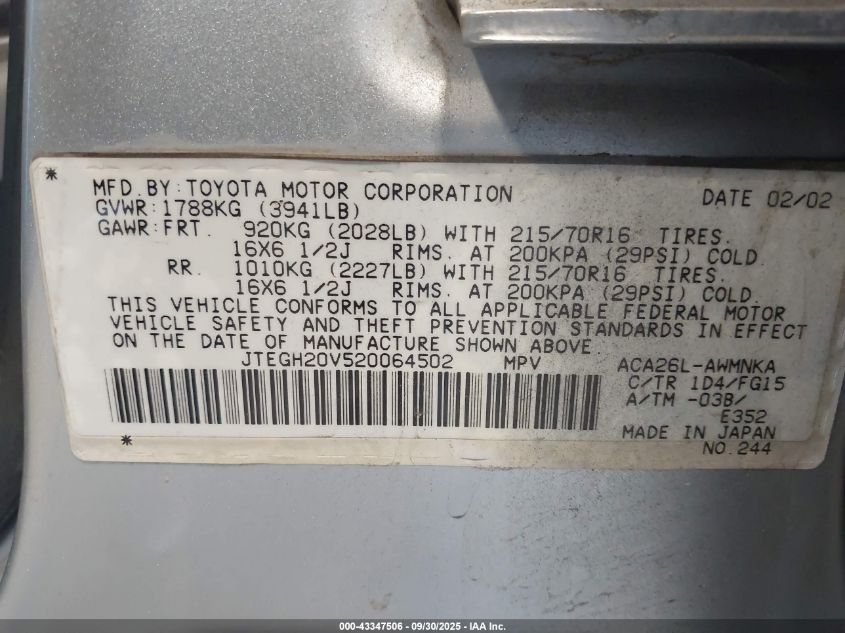 * MFD.BY:TOYOTA MOTOR CORPORATION DATE 02/02
GVWR:1788KG (3941LB)
GAWR:FRT. 920KG (2028LB) WITH 215/70R16 TIRES.
16X6 1/2J RIMS. AT 200KPA (29PSI) COLD.
RR. 1010KG (2227LB) WITH 215/70R16 TIRES.
16X6 1/2J RIMS. AT 200KPA (29PSI) COLD.
THIS VEHICLE CONFORMS TO ALL APPLICABLE FEDERAL MOTOR
VEHICLE SAFETY AND THEFT PREVENTION STANDARDS IN EFFECT
ON THE DATE OF MANUFACTURE SHOWN ABOVE.
JTEGH20V520064502 MPV ACA26L-AWMNKA
C/TR 1D4/FG15
A/TM -03B/
E352
MADE IN JAPAN
* NO.244
000-43347506 - 09/30/2025 - IAA Inc.